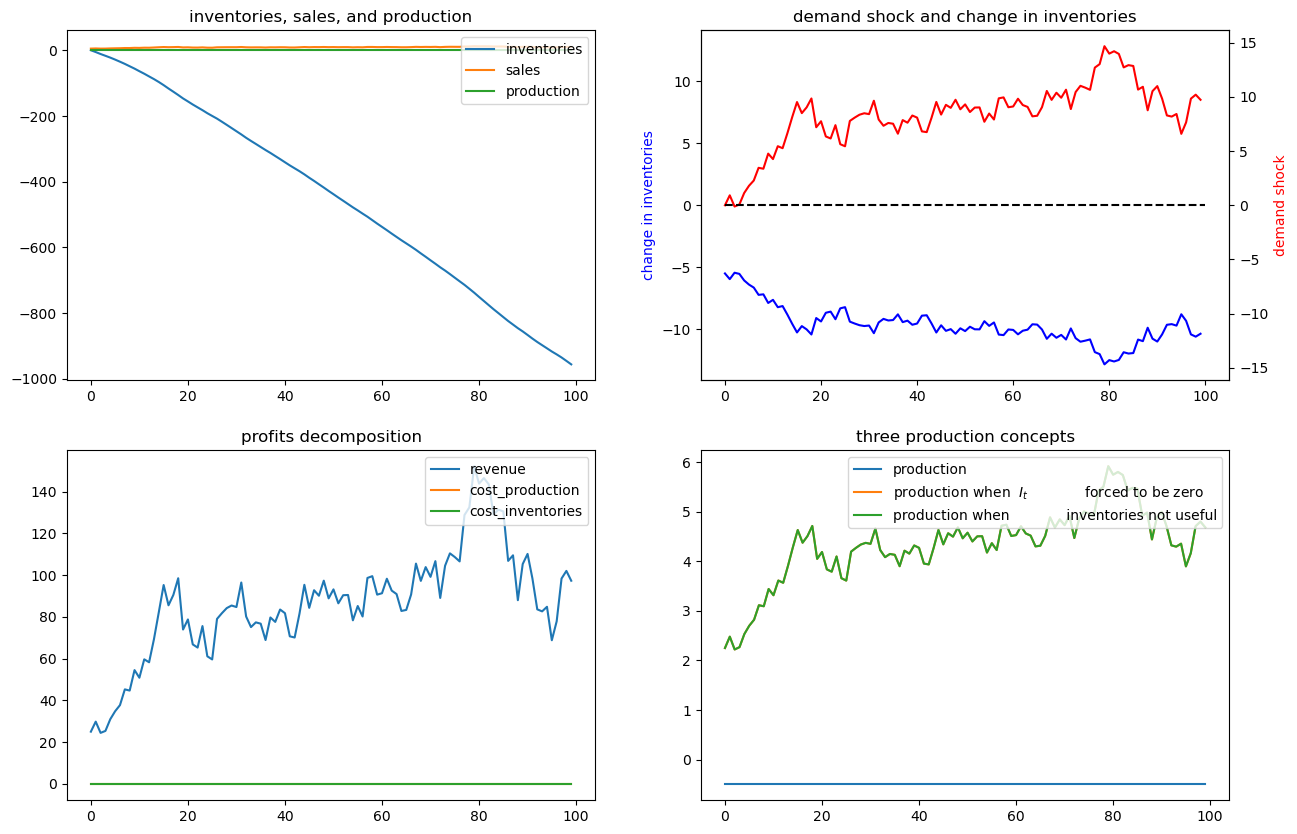 inventories, sales, and production
0
−200
−400
−600
−800
−1000
0 20 40 60 80 100
inventories
sales
production
demand shock and change in inventories
change in inventories
10
5
0
−5
−10
15
10
5
0
−5
−10
−15
demand shock
0 20 40 60 80 100
profits decomposition
140
120
100
80
60
40
20
0
0 20 40 60 80 100
revenue
cost_production
cost_inventories
three production concepts
6
5
4
3
2
1
0
0 20 40 60 80 100
production
production when I_t forced to be zero
production when inventories not useful